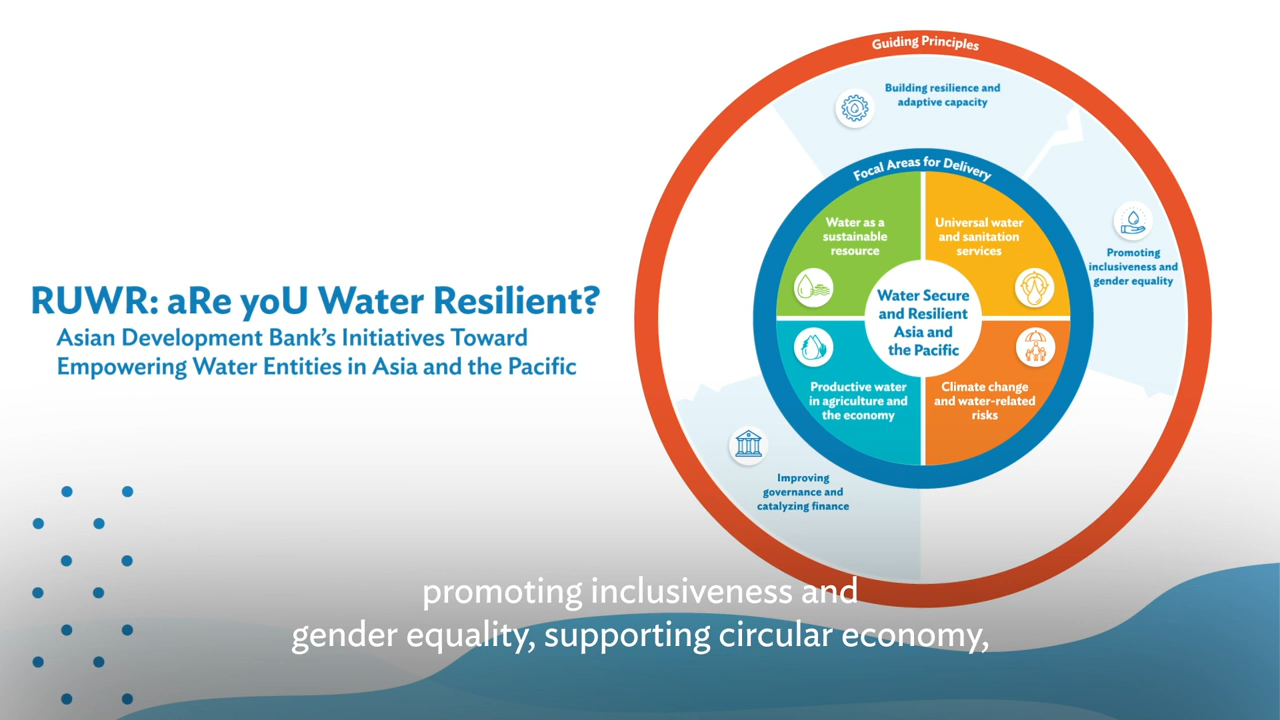 RUWR: aRe yoU Water Resilient?
Asian Development Bank's Initiatives Toward
Empowering Water Entities in Asia and the Pacific
Guiding Principles
Building resilience and
adaptive capacity
Promoting
inclusiveness and
gender equality
Improving
governance and
catalyzing finance
Focal Areas for Delivery
Water as a
sustainable
resource
Universal water
and sanitation
services
Water Secure
and Resilient
Asia and
the Pacific
Productive water
in agriculture and
the economy
Climate change
and water-related
risks
promoting inclusiveness and
gender equality, supporting circular economy,